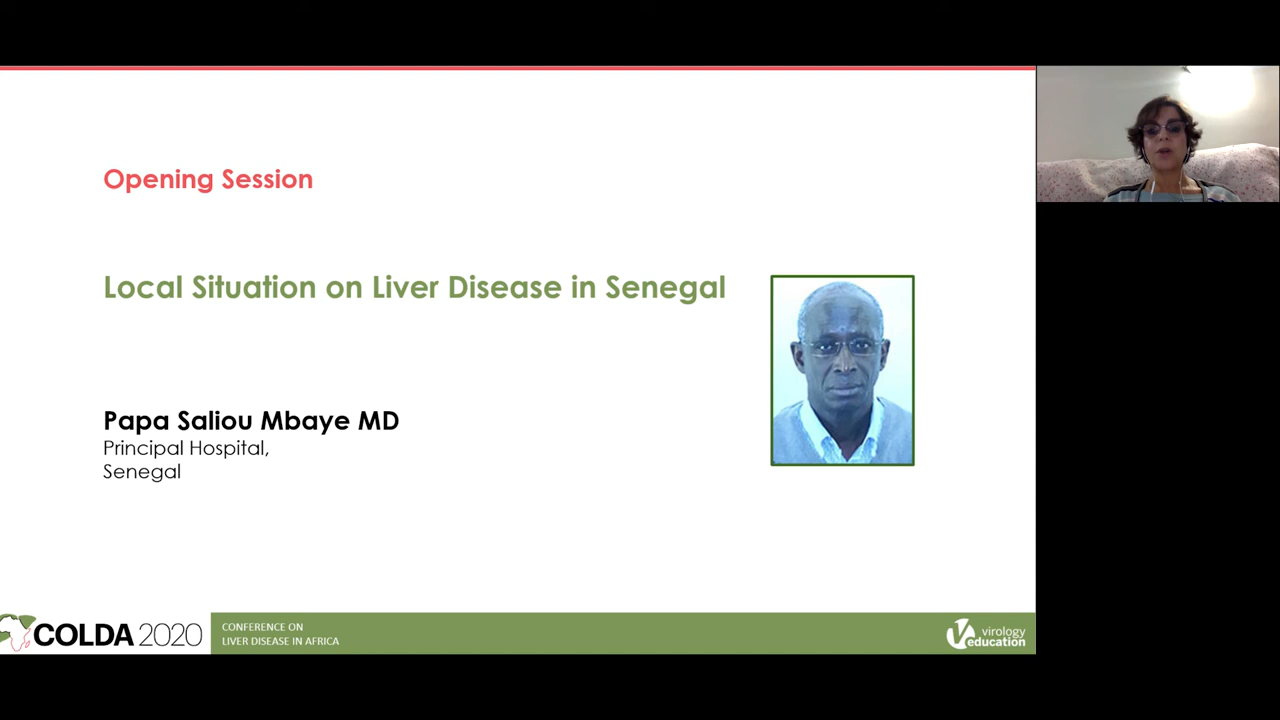 Opening Session
Local Situation on Liver Disease in Senegal
Papa Saliou Mbaye MD
Principal Hospital,
Senegal
COLDA 2020
CONFERENCE ON
LIVER DISEASE IN AFRICA
virology
education